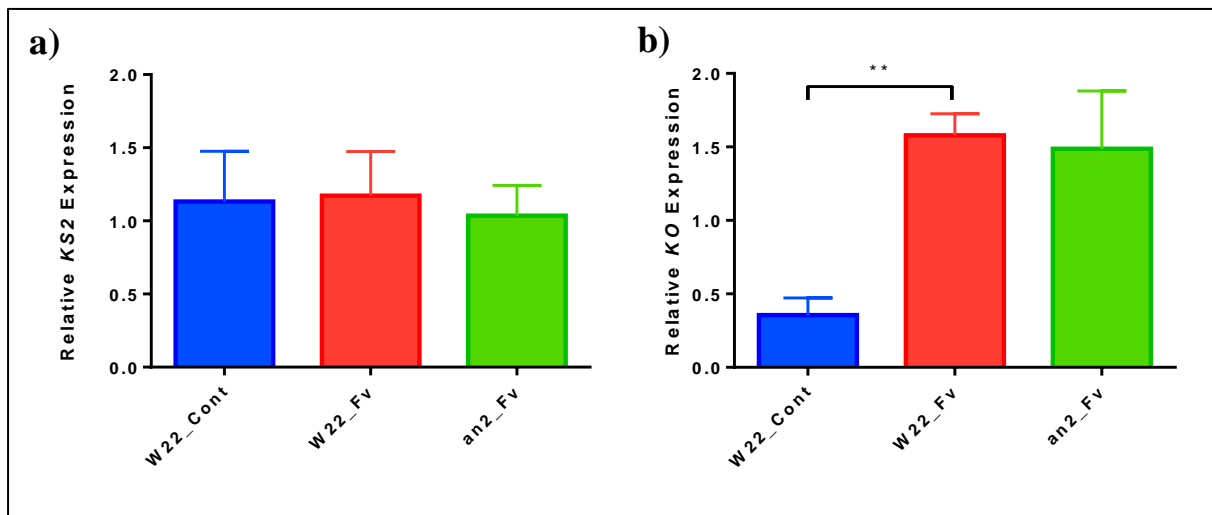 a)
Relative KS2 Expression
2.0
1.5
1.0
0.5
0.0
W22_Cont
W22_Fv
an2_Fv
b)
Relative KO Expression
**
2.0
1.5
1.0
0.5
0.0
W22_Cont
W22_Fv
an2_Fv